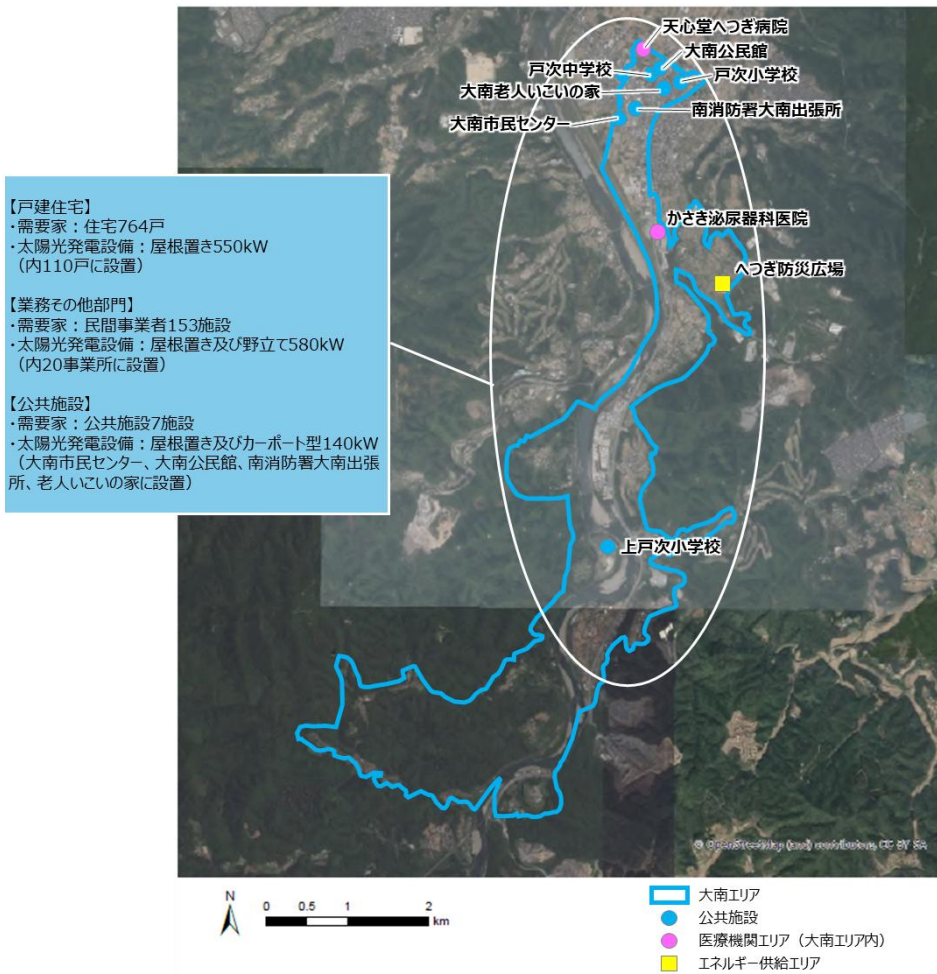 天心堂へつぎ病院
大南公民館
戸次中学校
戸次小学校
大南老人いこいの家
南消防署大南出張所
大南市民センター
かさき泌尿器科医院
へつぎ防災広場
上戸次小学校
【戸建住宅】
・需要家：住宅764戸
・太陽光発電設備：屋根置き550kW
（内110戸に設置）
【業務その他部門】
・需要家：民間事業者153施設
・太陽光発電設備：屋根置き及び野立て580kW
（内20事業所に設置）
【公共施設】
・需要家：公共施設7施設
・太陽光発電設備：屋根置き及びカーポート型140kW
（大南市民センター、大南公民館、南消防署大南出張
所、老人いこいの家に設置）
© OpenStreetMap (and) contributors, CC-BY-SA
N
0 0.5 1 2
km
大南エリア
公共施設
医療機関エリア（大南エリア内）
エネルギー供給エリア